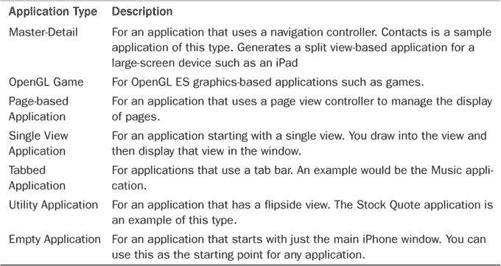 Application Type Description
Master-Detail For an application that uses a navigation controller. Contacts is a sample
application of this type. Generates a split view-based application for a
large-screen device such as an iPad
OpenGL Game For OpenGL ES graphics-based applications such as games.
Page-based For an application that uses a page view controller to manage the display
Application of pages.
Single View For an application starting with a single view. You draw into the view and
Application then display that view in the window.
Tabbed For applications that use a tab bar. An example would be the Music appli-
Application cation.
Utility Application For an application that has a flipside view. The Stock Quote application is
an example of this type.
Empty Application For an application that starts with just the main iPhone window. You can
use this as the starting point for any application.